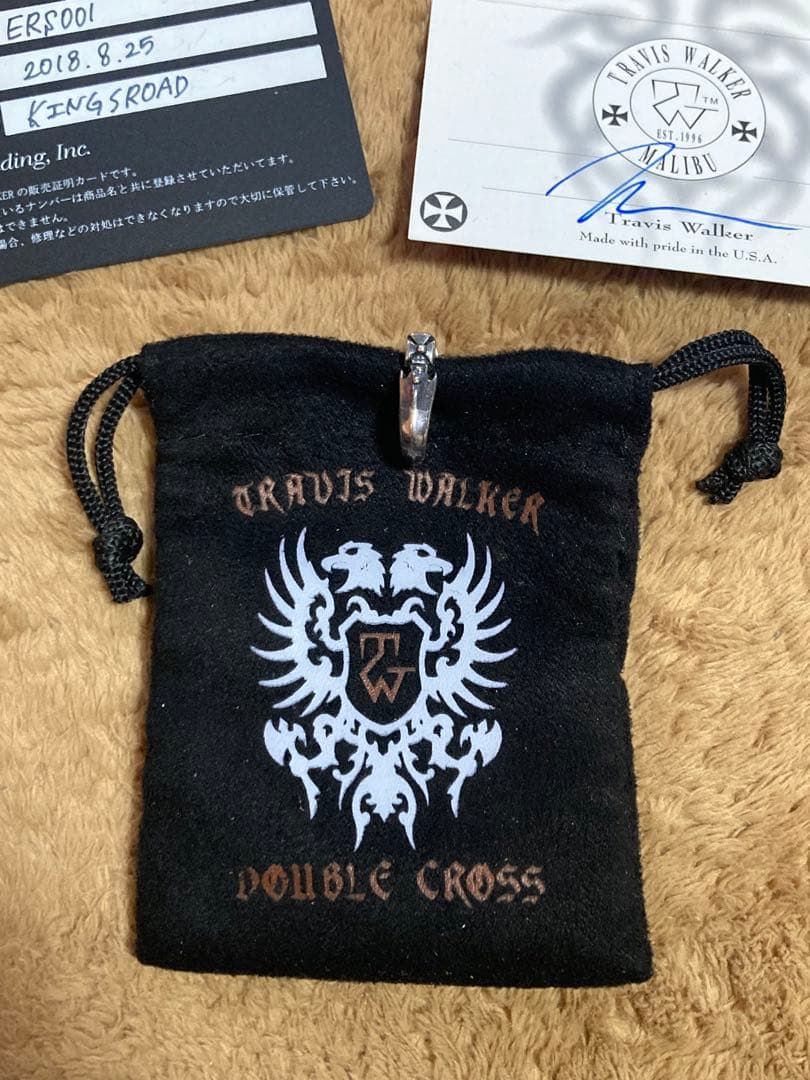 ERS001
2018.8.25
KINGSROAD
ding, Inc.
KERの販売証明カードです。
いるナンバーは商品名と共に登録させていただいてます。
はできません。
場合、修理などの対処はできなくなりますので大切に保管して下さい。
TRAVIS WALKER
TW TM
EST.1996
MALIBU
Travis Walker
Made with pride in the U.S.A.
TRAVIS WALKER
TW
DOUBLE CROSS